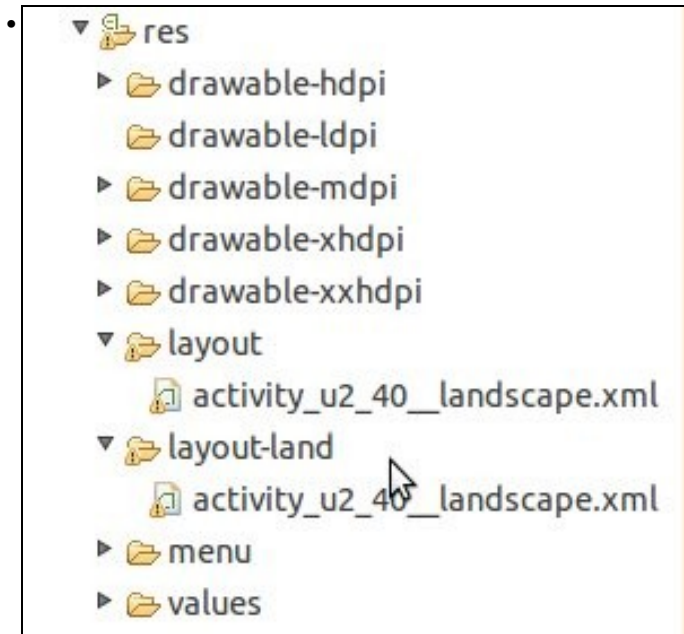 res
drawable-hdpi
drawable-ldpi
drawable-mdpi
drawable-xhdpi
drawable-xxhdpi
layout
activity_u2_40__landscape.xml
layout-land
activity_u2_40__landscape.xml
menu
values